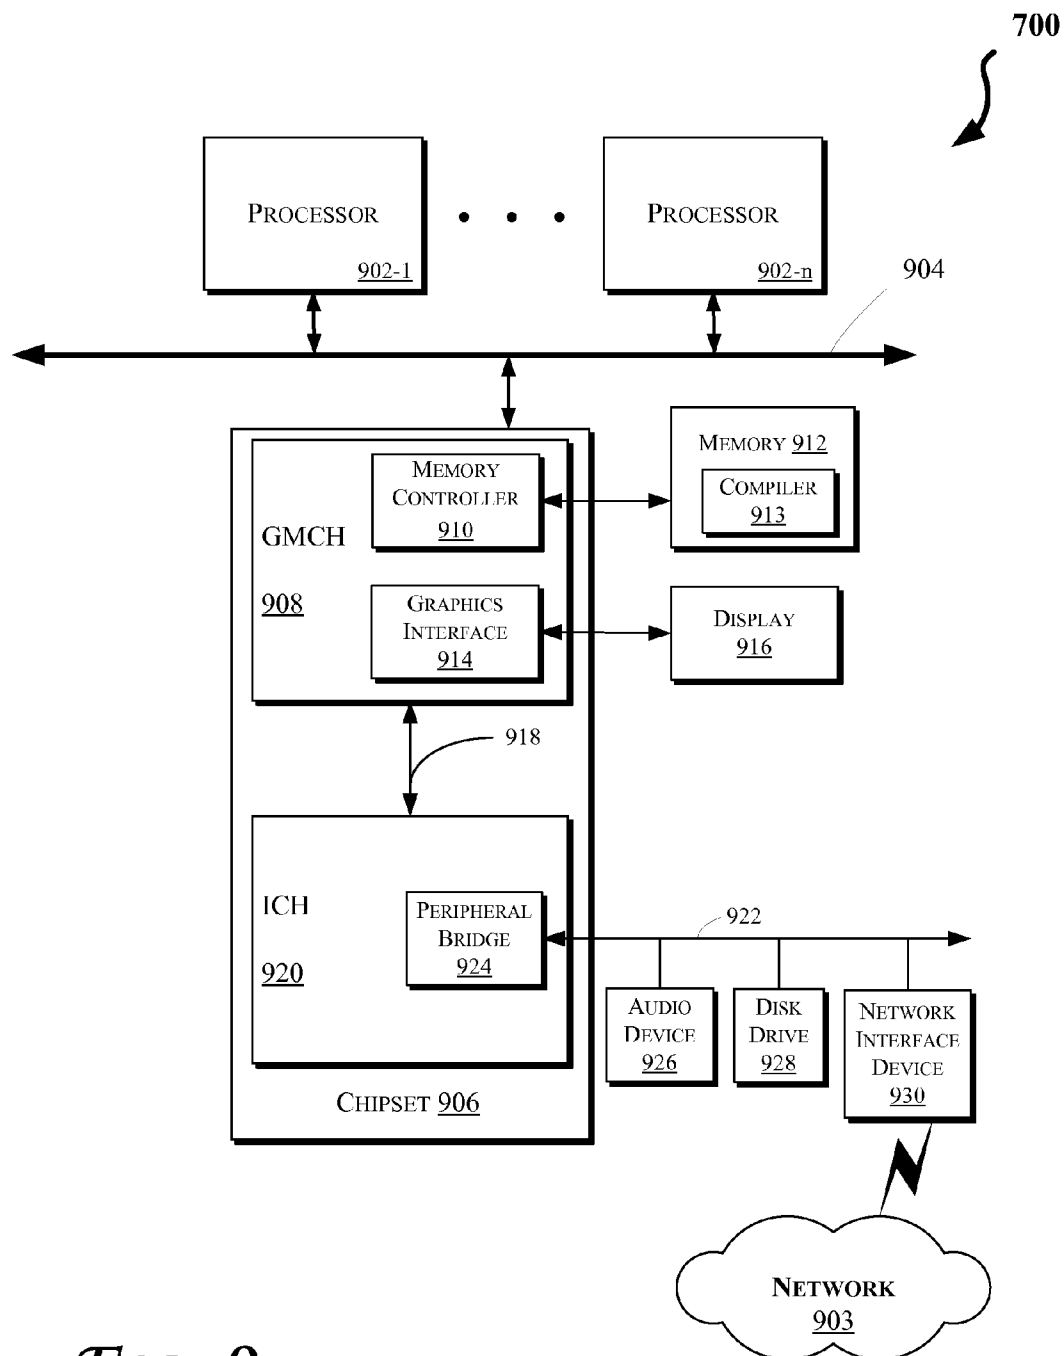 700
PROCESSOR
902-1
• • •
PROCESSOR
902-n
904
MEMORY 912
COMPILER
913
MEMORY
CONTROLLER
910
GMCH
908
GRAPHICS
INTERFACE
914
DISPLAY
916
918
ICH
920
PERIPHERAL
BRIDGE
924
922
AUDIO
DEVICE
926
DISK
DRIVE
928
NETWORK
INTERFACE
DEVICE
930
CHIPSET 906
NETWORK
903